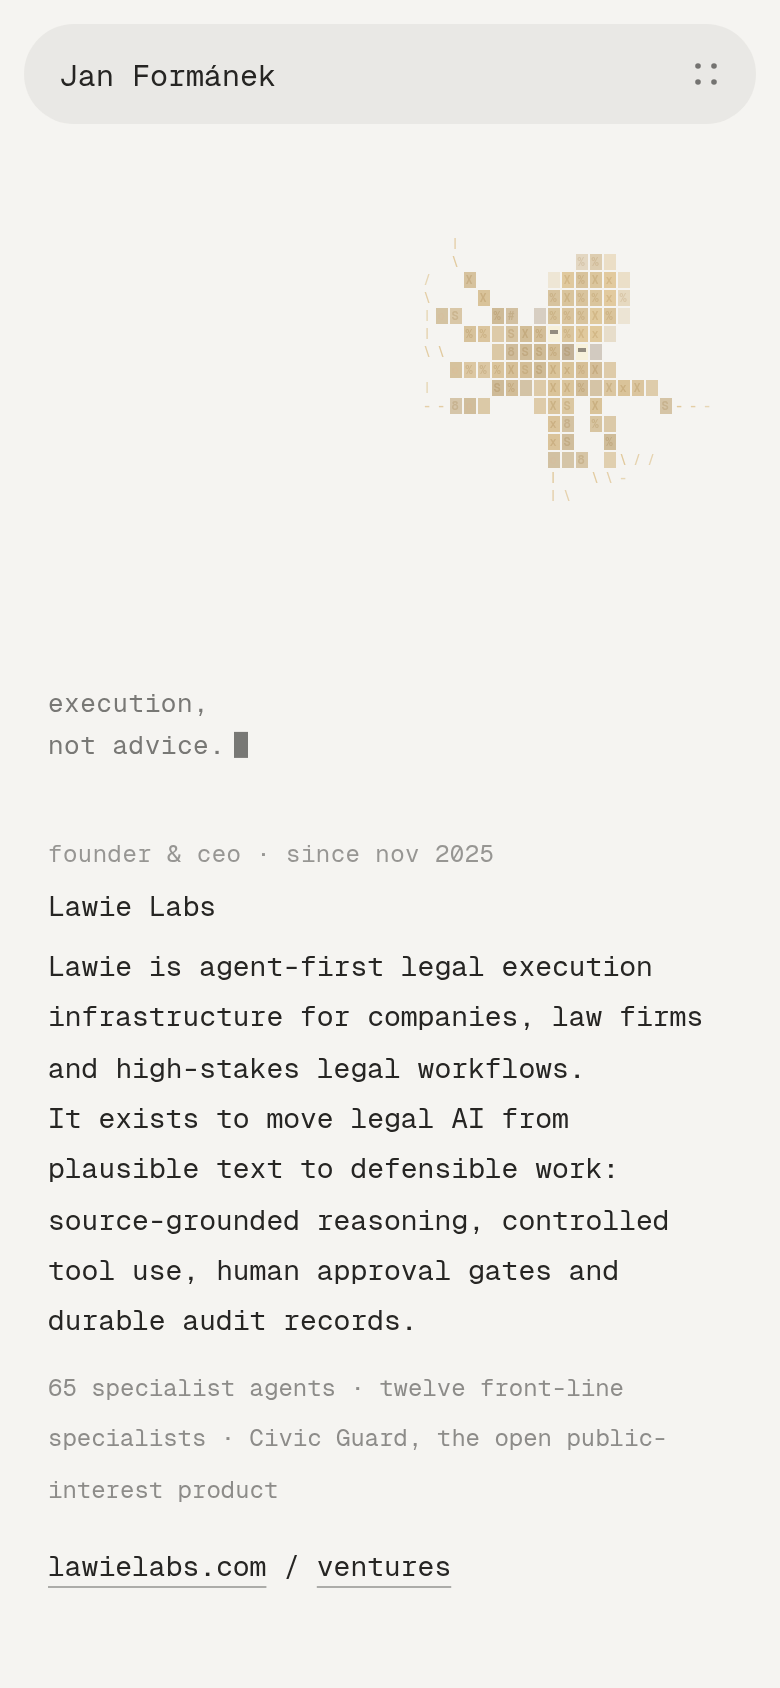 Jan Formánek
execution,
not advice.
founder & ceo · since nov 2025
Lawie Labs
Lawie is agent-first legal execution
infrastructure for companies, law firms
and high-stakes legal workflows.
It exists to move legal AI from
plausible text to defensible work:
source-grounded reasoning, controlled
tool use, human approval gates and
durable audit records.
65 specialist agents · twelve front-line
specialists · Civic Guard, the open public-
interest product
lawielabs.com / ventures